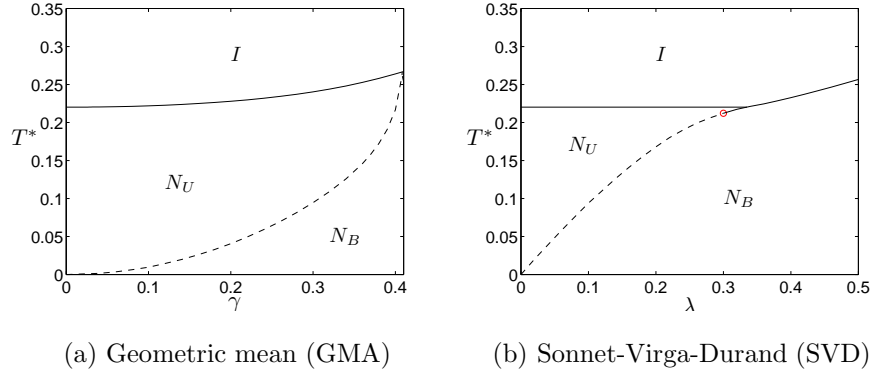 0.35
0.3
0.25
0.2
0.15
0.1
0.05
0
T*
I
N_U
N_B
0 0.1 0.2 0.3 0.4
γ
(a) Geometric mean (GMA)
0.35
0.3
0.25
0.2
0.15
0.1
0.05
0
T*
I
N_U
N_B
0 0.1 0.2 0.3 0.4 0.5
λ
(b) Sonnet-Virga-Durand (SVD)